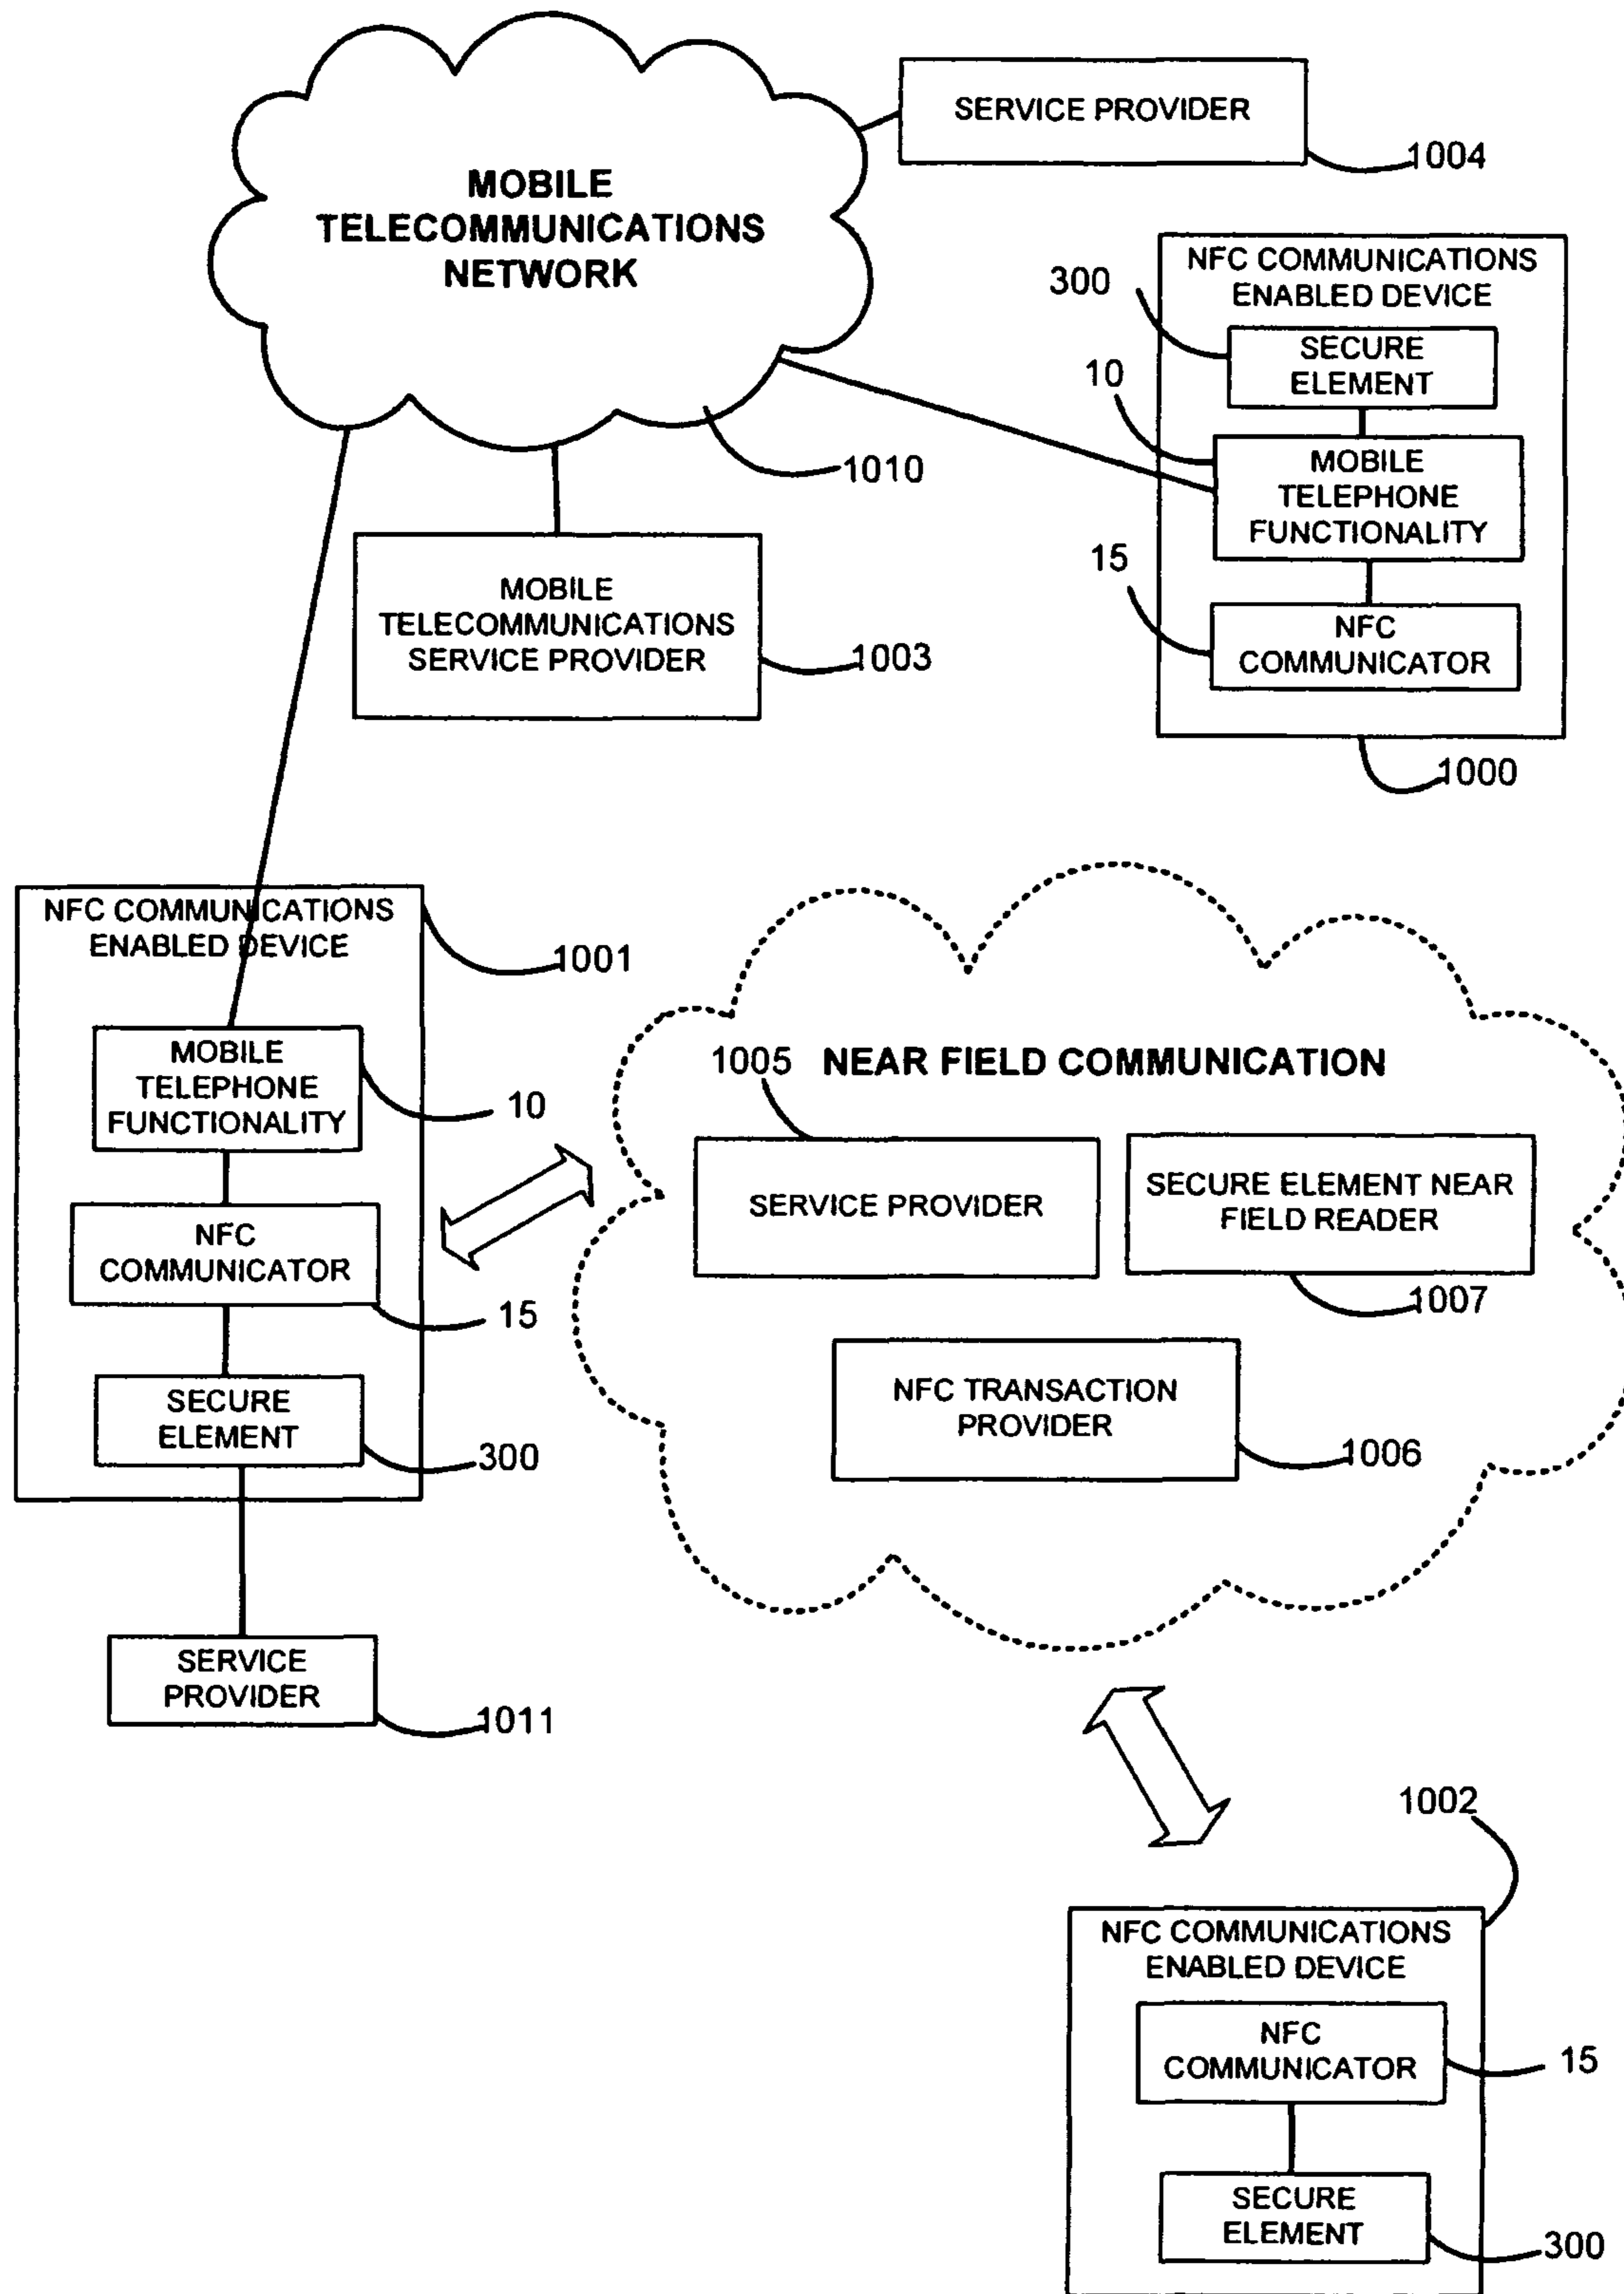 MOBILE
TELECOMMUNICATIONS
NETWORK
SERVICE PROVIDER
1004
NFC COMMUNICATIONS
ENABLED DEVICE
300
SECURE
ELEMENT
10
MOBILE
TELEPHONE
FUNCTIONALITY
1010
15
NFC
COMMUNICATOR
1000
MOBILE
TELECOMMUNICATIONS
SERVICE PROVIDER
1003
NFC COMMUNICATIONS
ENABLED DEVICE
1001
MOBILE
TELEPHONE
FUNCTIONALITY
10
NFC
COMMUNICATOR
15
SECURE
ELEMENT
300
SERVICE
PROVIDER
1011
1005
NEAR FIELD COMMUNICATION
SERVICE PROVIDER
SECURE ELEMENT NEAR
FIELD READER
1007
NFC TRANSACTION
PROVIDER
1006
1002
NFC COMMUNICATIONS
ENABLED DEVICE
NFC
COMMUNICATOR
15
SECURE
ELEMENT
300